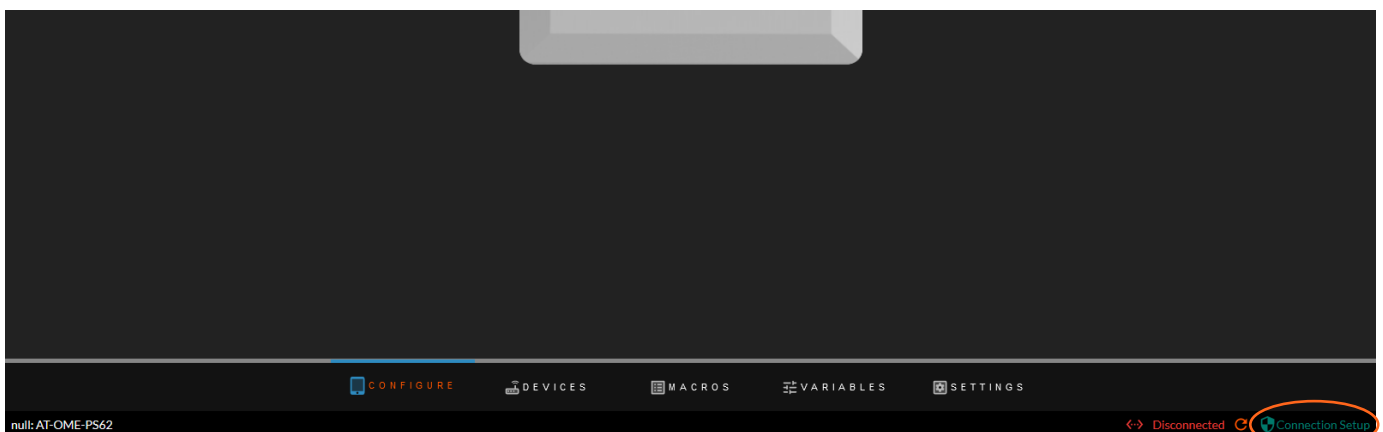 CONFIGURE DEVICES MACROS VARIABLES SETTINGS
null: AT-OME-PS62 Disconnected Connection Setup